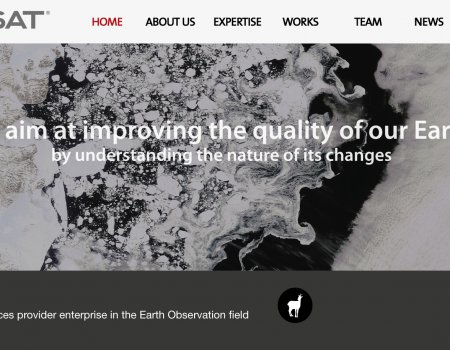 SAT®
HOME ABOUT US EXPERTISE WORKS TEAM NEWS
aim at improving the quality of our Ear
by understanding the nature of its changes
ces provider enterprise in the Earth Observation field